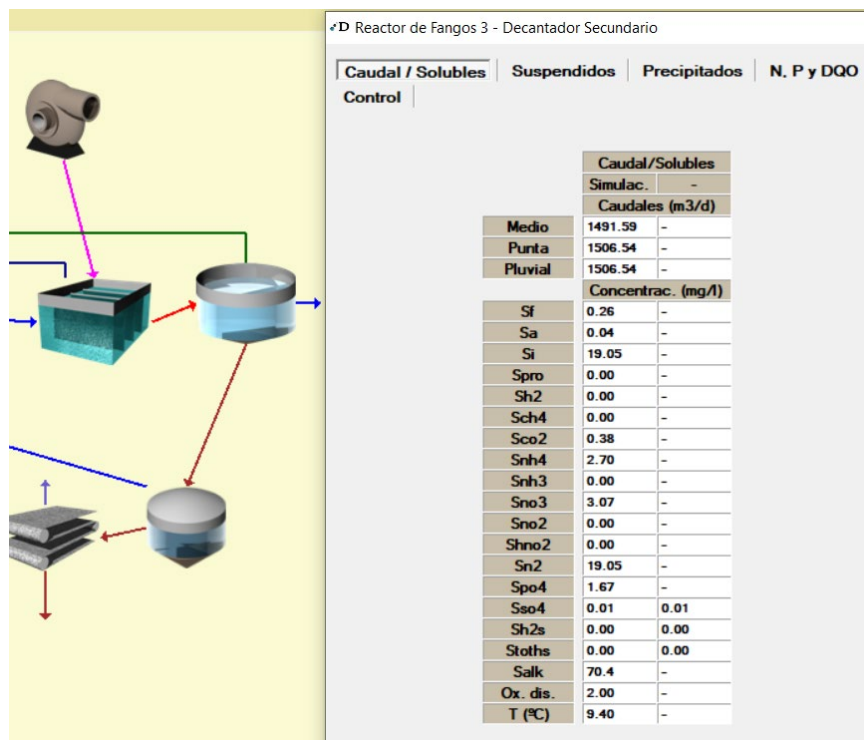 D Reactor de Fangos 3 - Decantador Secundario
Caudal / Solubles Suspendidos Precipitados N, P y DQO
Control
Caudal/Solubles
Simulac. -
Caudales (m3/d)
Medio 1491.59 -
Punta 1506.54 -
Pluvial 1506.54 -
Concentrac. (mg/l)
Sf 0.26 -
Sa 0.04 -
Si 19.05 -
Spro 0.00 -
Sh2 0.00 -
Sch4 0.00 -
Sco2 0.38 -
Snh4 2.70 -
Snh3 0.00 -
Sno3 3.07 -
Sno2 0.00 -
Shno2 0.00 -
Sn2 19.05 -
Spo4 1.67 -
Sso4 0.01 0.01
Sh2s 0.00 0.00
Stoths 0.00 0.00
Salk 70.4 -
Ox. dis. 2.00 -
T (ºC) 9.40 -